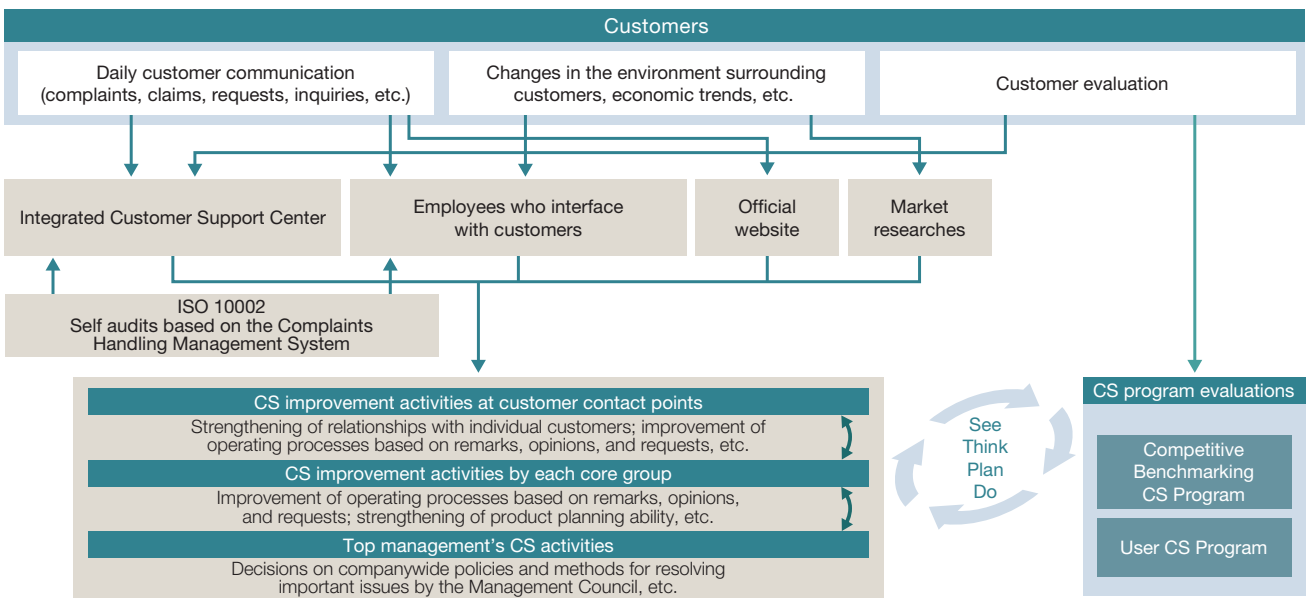 Customers
Daily customer communication
(complaints, claims, requests, inquiries, etc.)
Changes in the environment surrounding
customers, economic trends, etc.
Customer evaluation
Integrated Customer Support Center
Employees who interface
with customers
Official
website
Market
researches
ISO 10002
Self audits based on the Complaints
Handling Management System
CS improvement activities at customer contact points
Strengthening of relationships with individual customers; improvement of
operating processes based on remarks, opinions, and requests, etc.
CS improvement activities by each core group
Improvement of operating processes based on remarks, opinions,
and requests; strengthening of product planning ability, etc.
Top management’s CS activities
Decisions on companywide policies and methods for resolving
important issues by the Management Council, etc.
See
Think
Plan
Do
CS program evaluations
Competitive
Benchmarking
CS Program
User CS Program